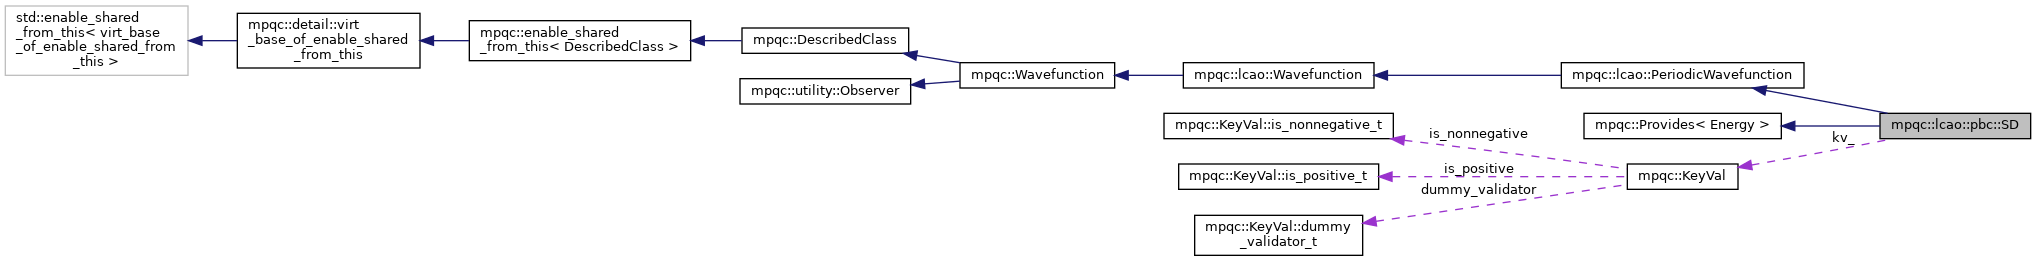 std::enable_shared
_from_this< virt_base
_of_enable_shared_from
_this >
mpqc::detail::virt
_base_of_enable_shared
_from_this
mpqc::enable_shared
_from_this< DescribedClass >
mpqc::DescribedClass
mpqc::utility::Observer
mpqc::Wavefunction
mpqc::lcao::Wavefunction
mpqc::lcao::PeriodicWavefunction
mpqc::Provides< Energy >
mpqc::lcao::pbc::SD
kv_
mpqc::KeyVal::is_nonnegative_t
is_nonnegative
mpqc::KeyVal::is_positive_t
is_positive
mpqc::KeyVal
dummy_validator
mpqc::KeyVal::dummy
_validator_t